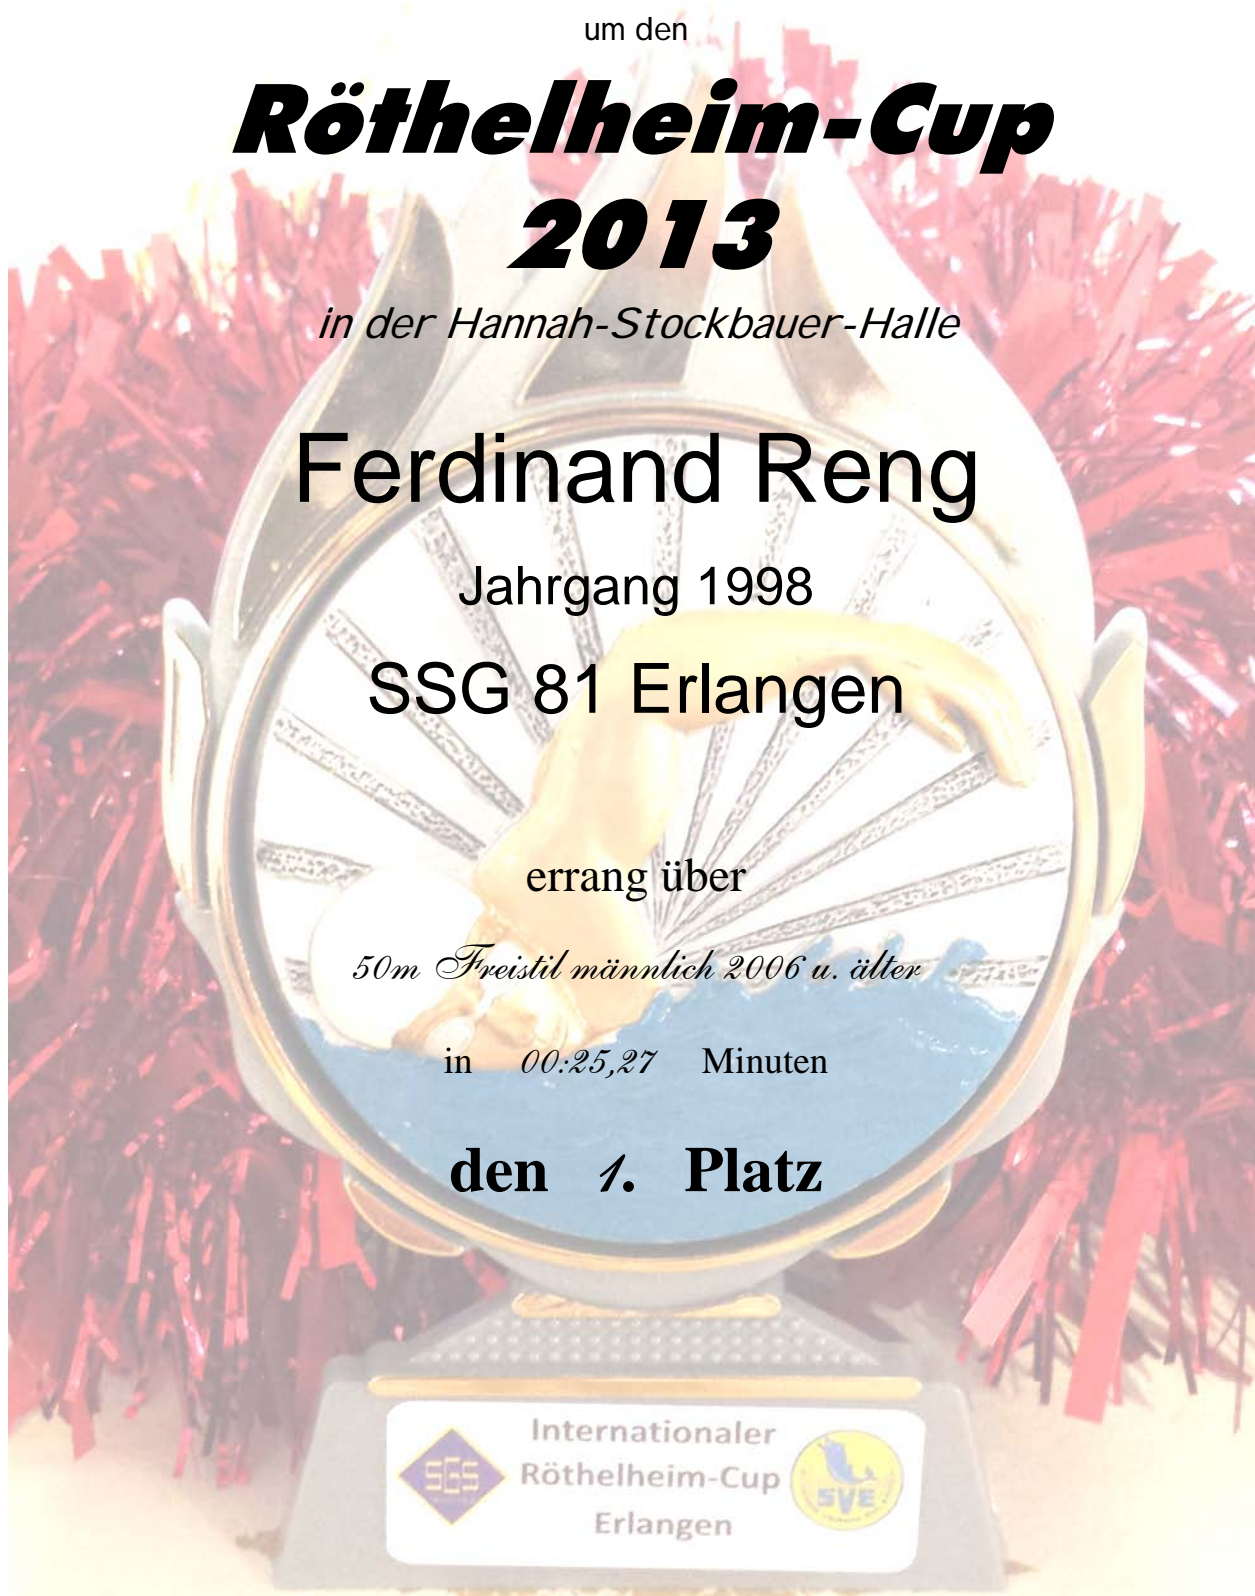 um den
Röthelheim-Cup
2013
in der Hannah-Stockbauer-Halle
Ferdinand Reng
Jahrgang 1998
SSG 81 Erlangen
errang über
50m Freistil männlich 2006 u. älter
in 00:25,27 Minuten
den 1. Platz
Internationaler
Röthelheim-Cup
Erlangen
SGS
SVE